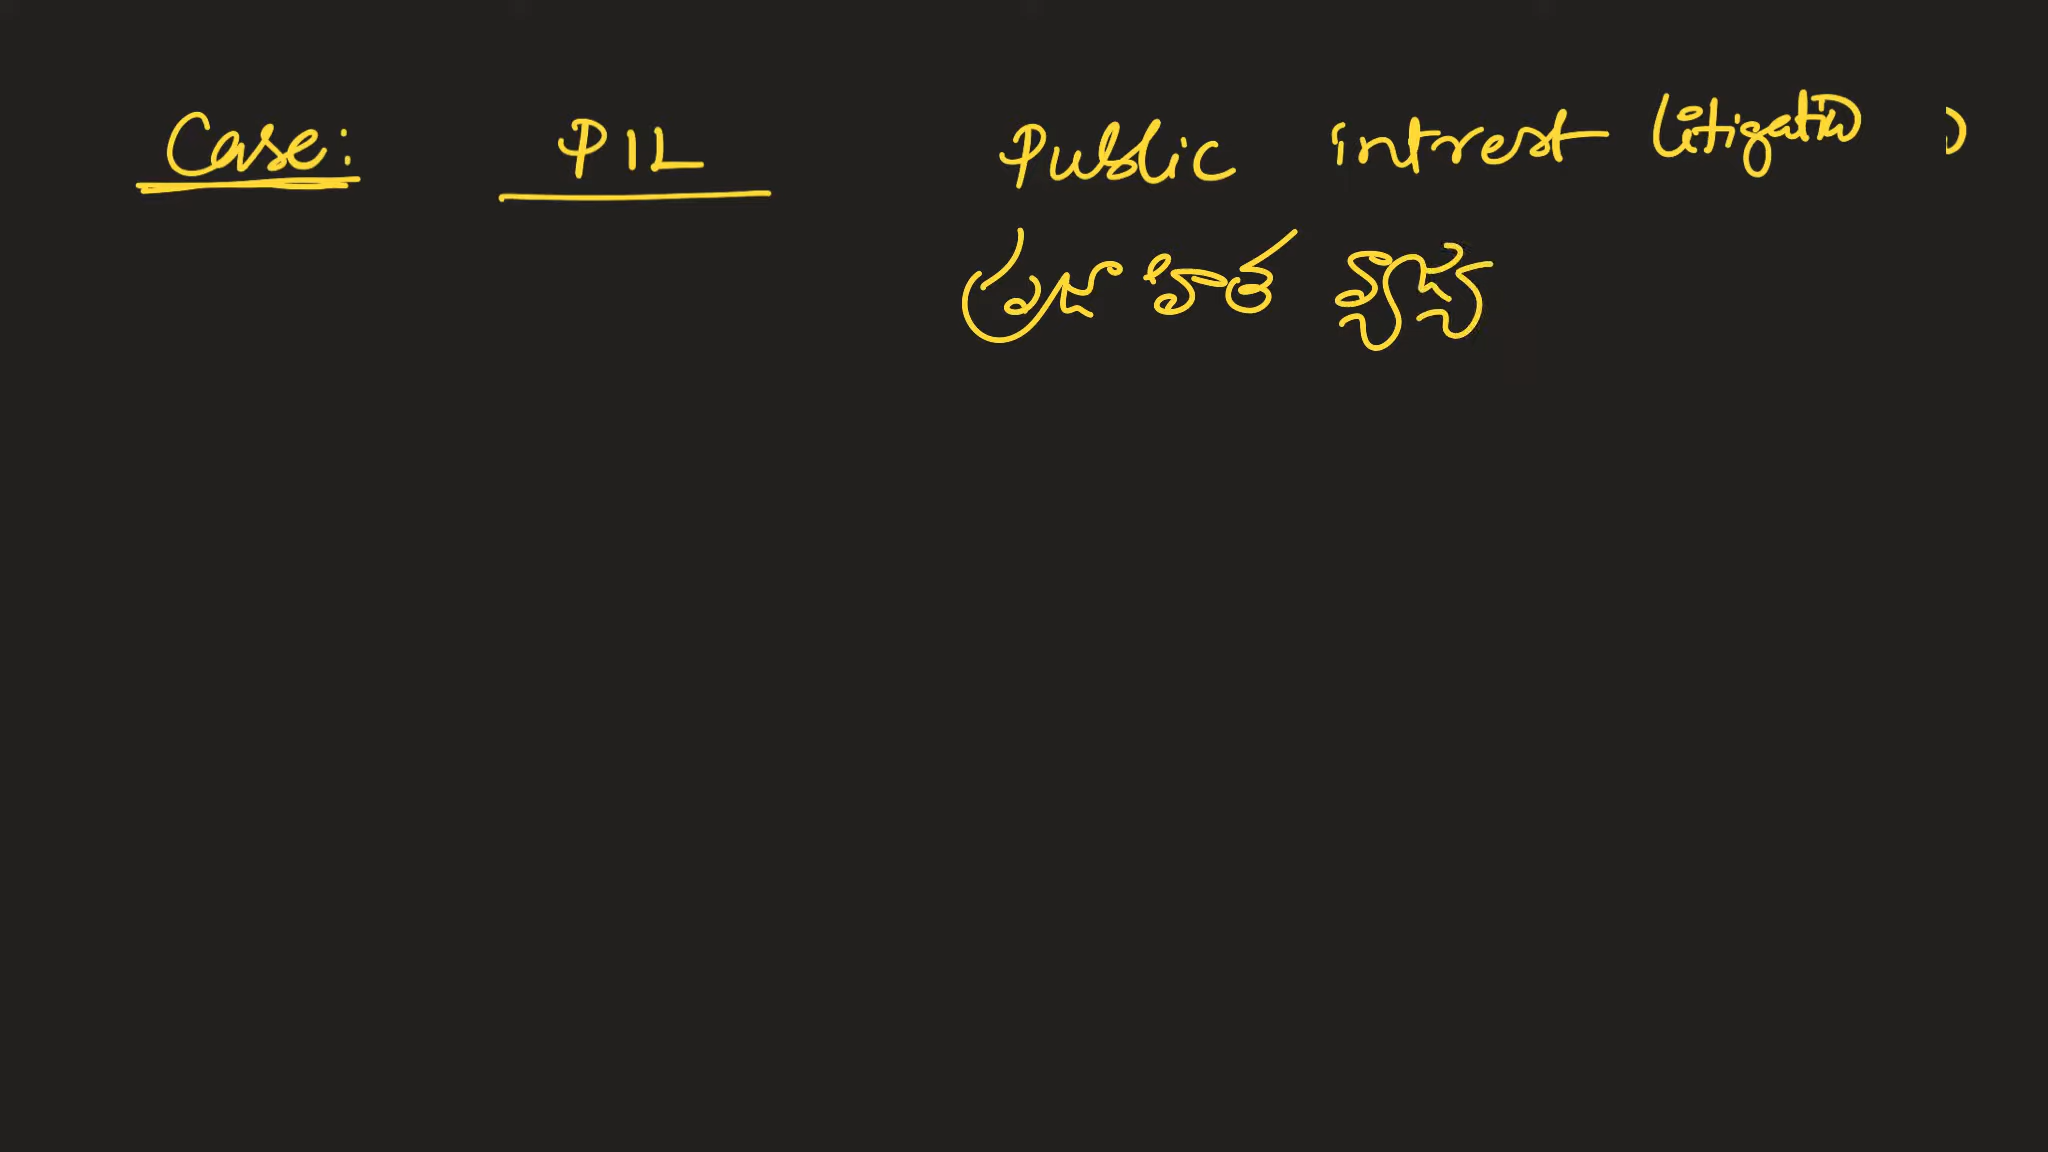 Case: PIL Public intrest Litigation )
ప్రజా హిత వ్యాజ్య